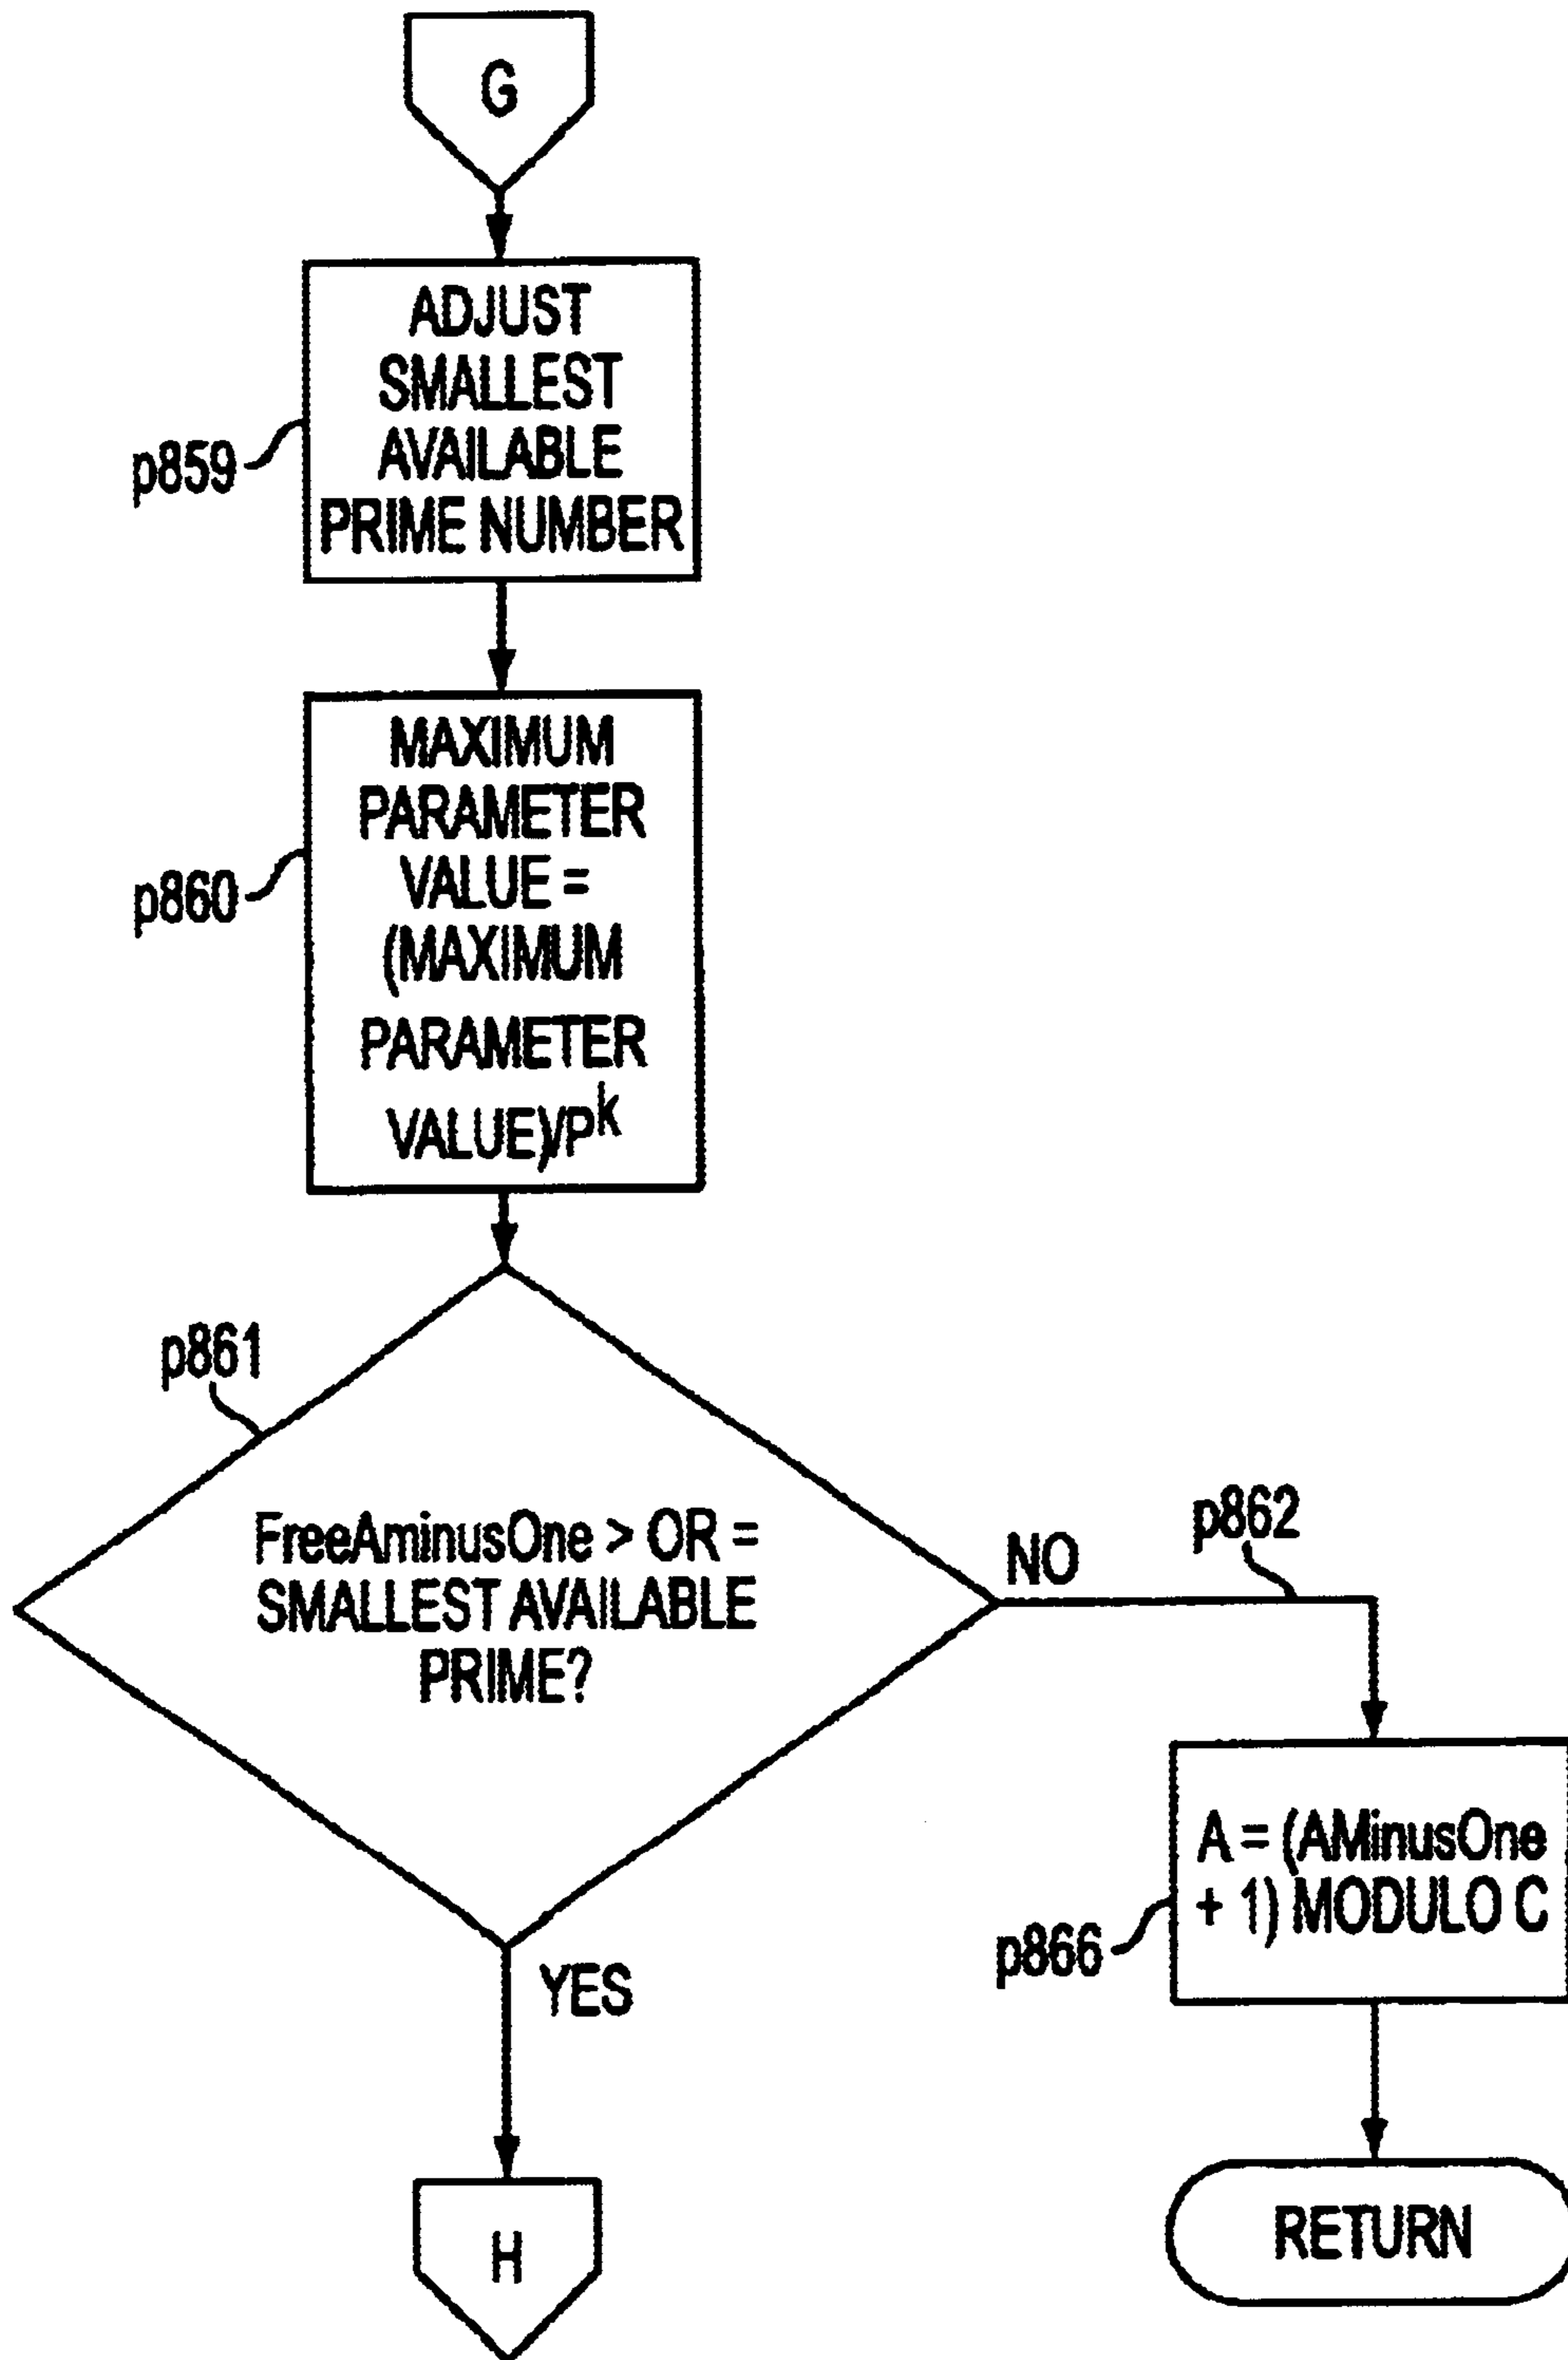 G
ADJUST
SMALLEST
AVAILABLE
PRIME NUMBER
p859
MAXIMUM
PARAMETER
VALUE =
(MAXIMUM
PARAMETER
VALUE)/P^k
p860
p861
FreeAminusOne > OR =
SMALLEST AVAILABLE
PRIME?
NO
p862
A = (AMinusOne
+ 1) MODULO C
p866
YES
H
RETURN